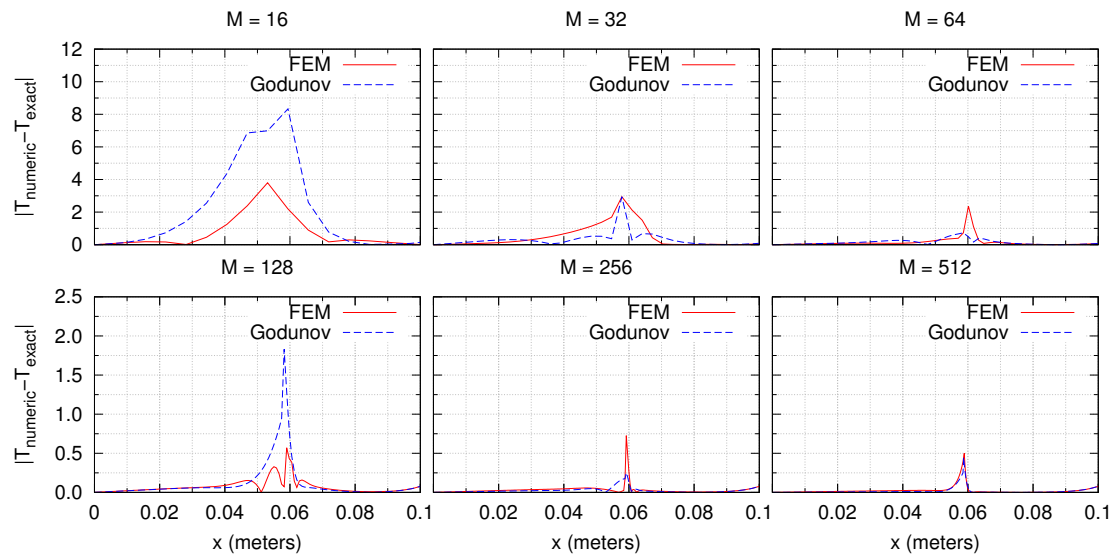 M = 16
M = 32
M = 64
|T_numeric−T_exact|
12
10
8
6
4
2
0
FEM
Godunov
FEM
Godunov
FEM
Godunov
M = 128
M = 256
M = 512
|T_numeric−T_exact|
2.5
2.0
1.5
1.0
0.5
0.0
FEM
Godunov
FEM
Godunov
FEM
Godunov
0 0.02 0.04 0.06 0.08 0.1
0.02 0.04 0.06 0.08 0.1
0.02 0.04 0.06 0.08 0.1
x (meters)
x (meters)
x (meters)